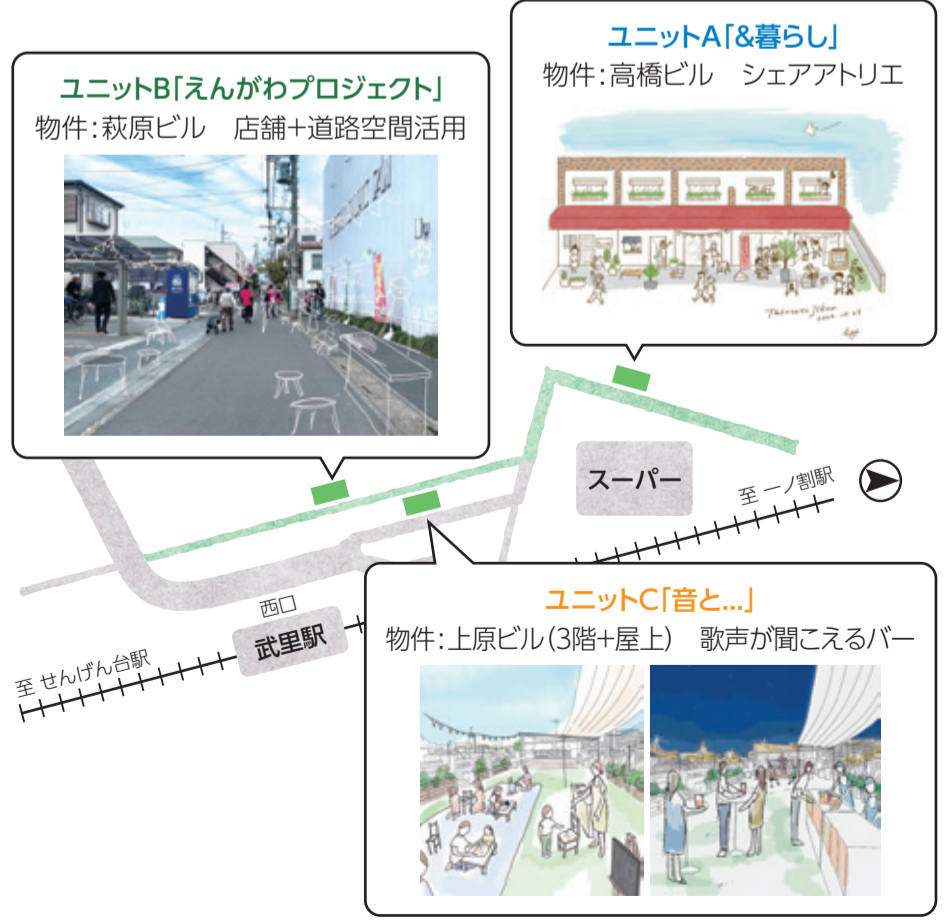 ユニットA「&暮らし」
物件：高橋ビル　シェアアトリエ
ユニットB「えんがわプロジェクト」
物件：萩原ビル　店舗+道路空間活用
スーパー
至 一ノ割駅
西口
武里駅
至 せんげん台駅
ユニットC「音と...」
物件：上原ビル(3階+屋上)　歌声が聞こえるバー